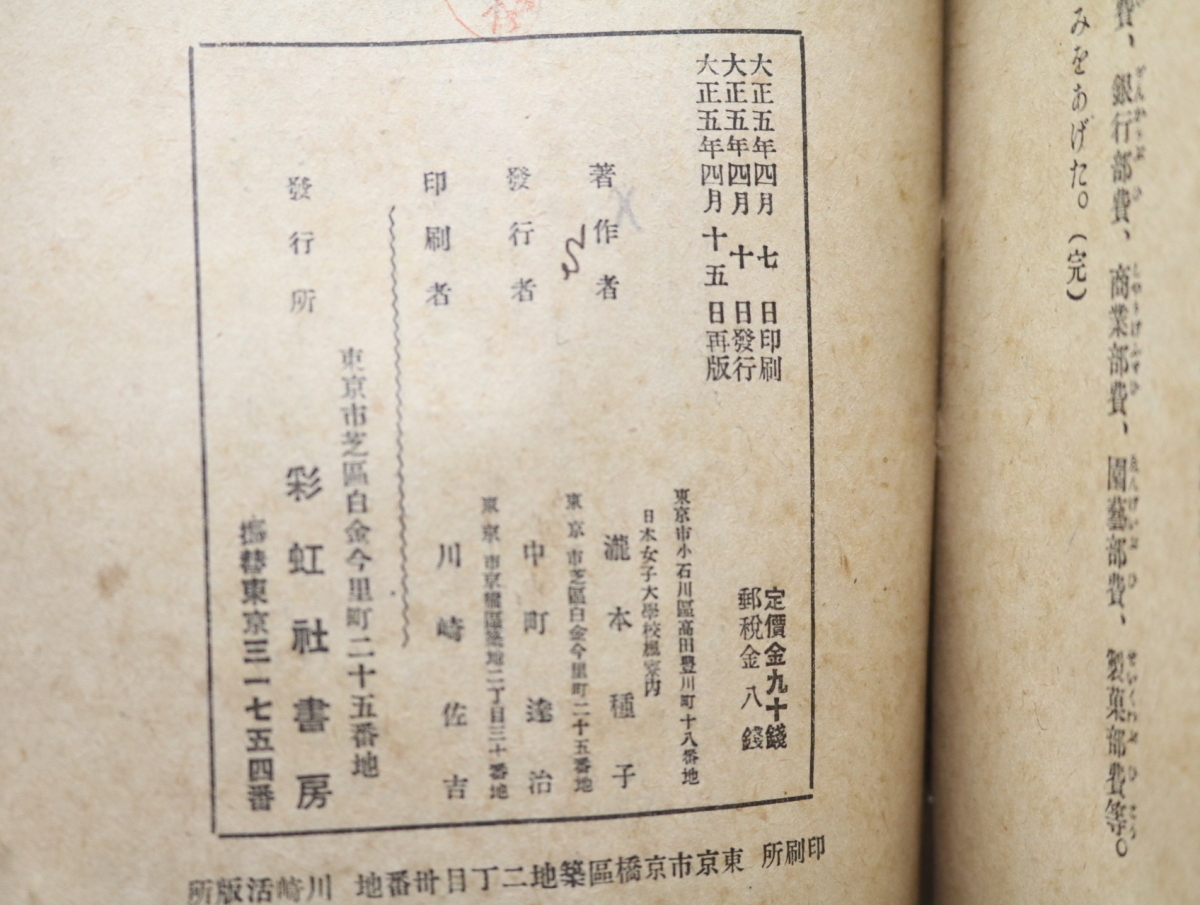 費、銀行部費、商業部費、園藝部費、製菓部費等。
みをあげた。(完)
大正五年四月七日印刷
大正五年四月十日發行
大正五年四月十五日再版
定價金九十錢
郵稅金八錢
東京市小石川區高田豐川町十八番地
日本女子大學校楓寮内
著作者 瀧本種子
東京市芝區白金今里町二十五番地
發行者 中町達治
東京市京橋區築地二丁目三十番地
印刷者 川崎佐吉
東京市芝區白金今里町二十五番地
發行所 彩虹社書房
振替東京三一七五四番
印刷所 東京市京橋區築地二丁目卅番地 川崎活版所